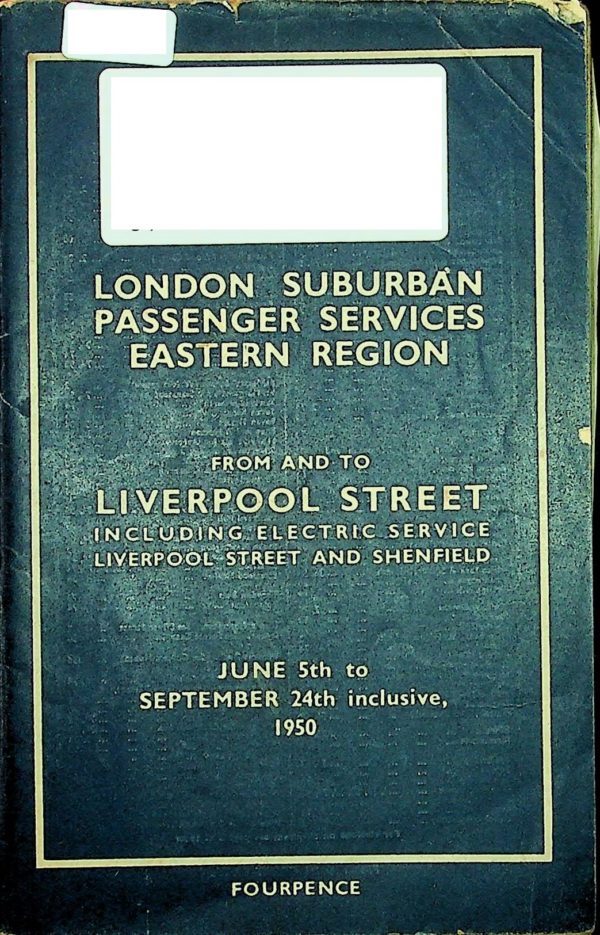 LONDON SUBURBAN
PASSENGER SERVICES
EASTERN REGION
FROM AND TO
LIVERPOOL STREET
INCLUDING ELECTRIC SERVICE
LIVERPOOL STREET AND SHENFIELD
JUNE 5th to
SEPTEMBER 24th inclusive,
1950
FOURPENCE